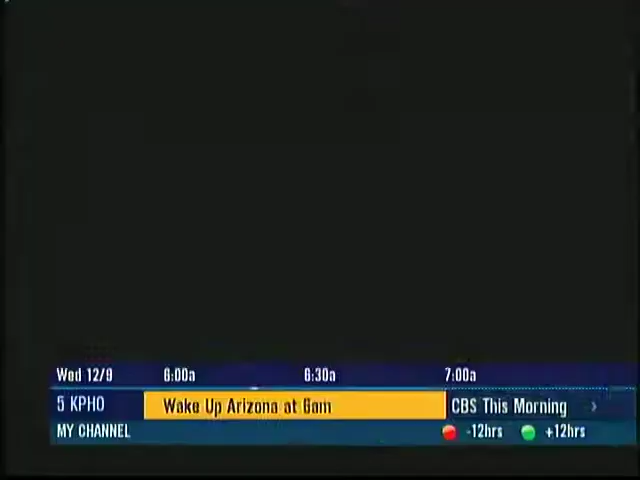 Wed 12/9 6:00a 6:30a 7:00a
5 KPHO Wake Up Arizona at 6am CBS This Morning ›
MY CHANNEL -12hrs +12hrs